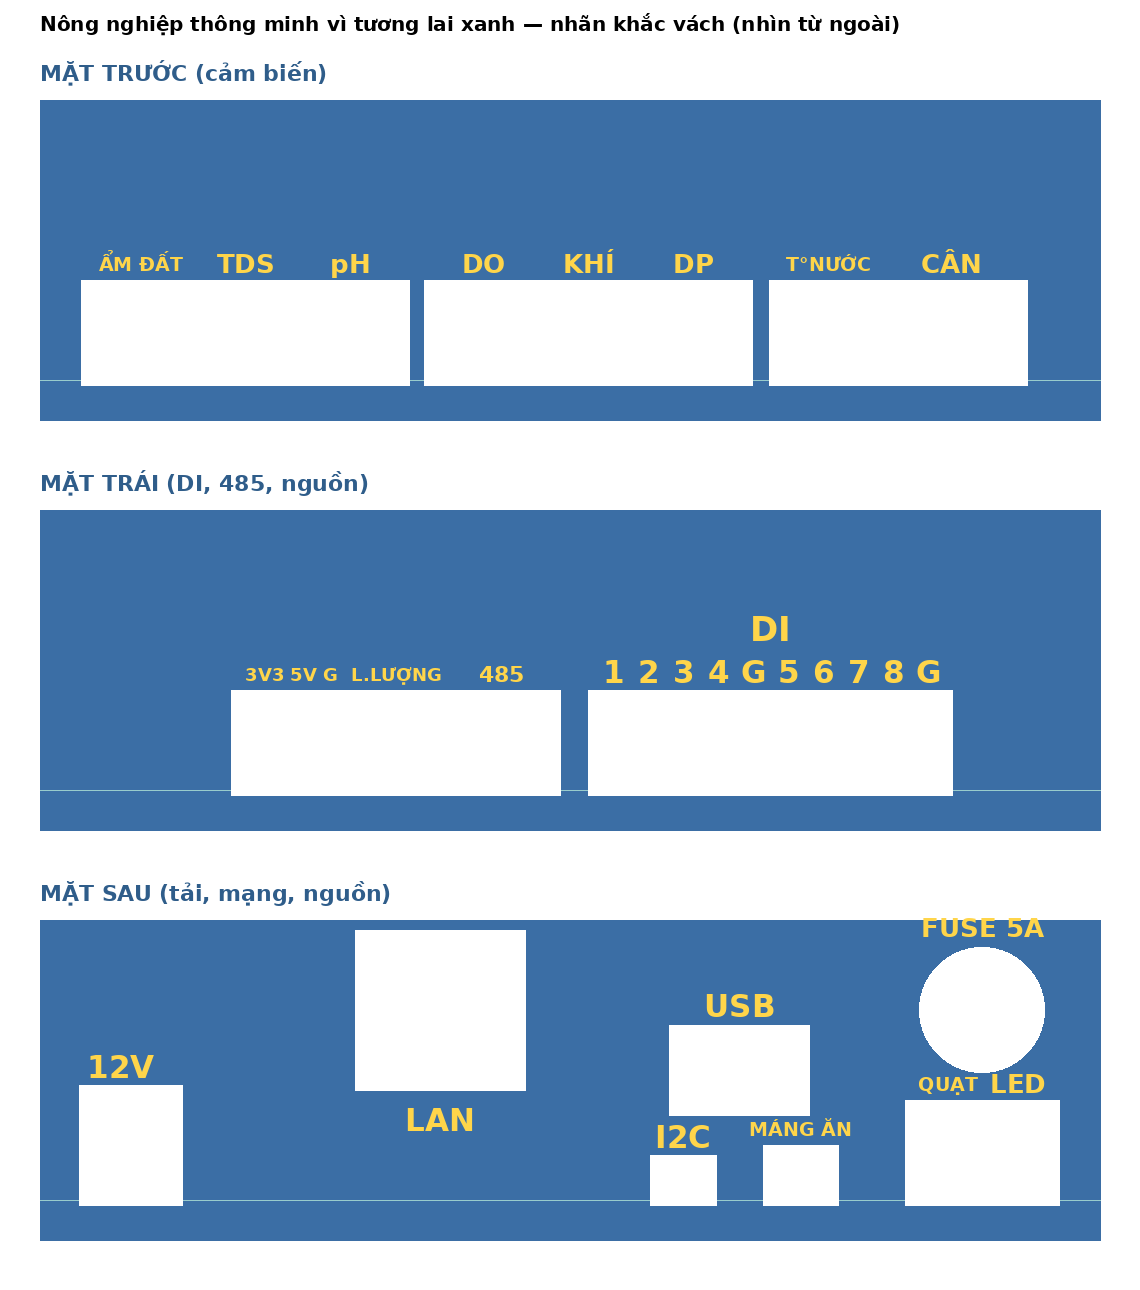 Nông nghiệp thông minh vì tương lai xanh — nhãn khắc vách (nhìn từ ngoài)
MẶT TRƯỚC (cảm biến)
ẨM ĐẤT TDS pH DO KHÍ DP T°NƯỚC CÂN
MẶT TRÁI (DI, 485, nguồn)
DI
3V3 5V G L.LƯỢNG 485 1 2 3 4 G 5 6 7 8 G
MẶT SAU (tải, mạng, nguồn)
FUSE 5A
USB
12V
QUẠT LED
LAN
I2C MÁNG ĂN